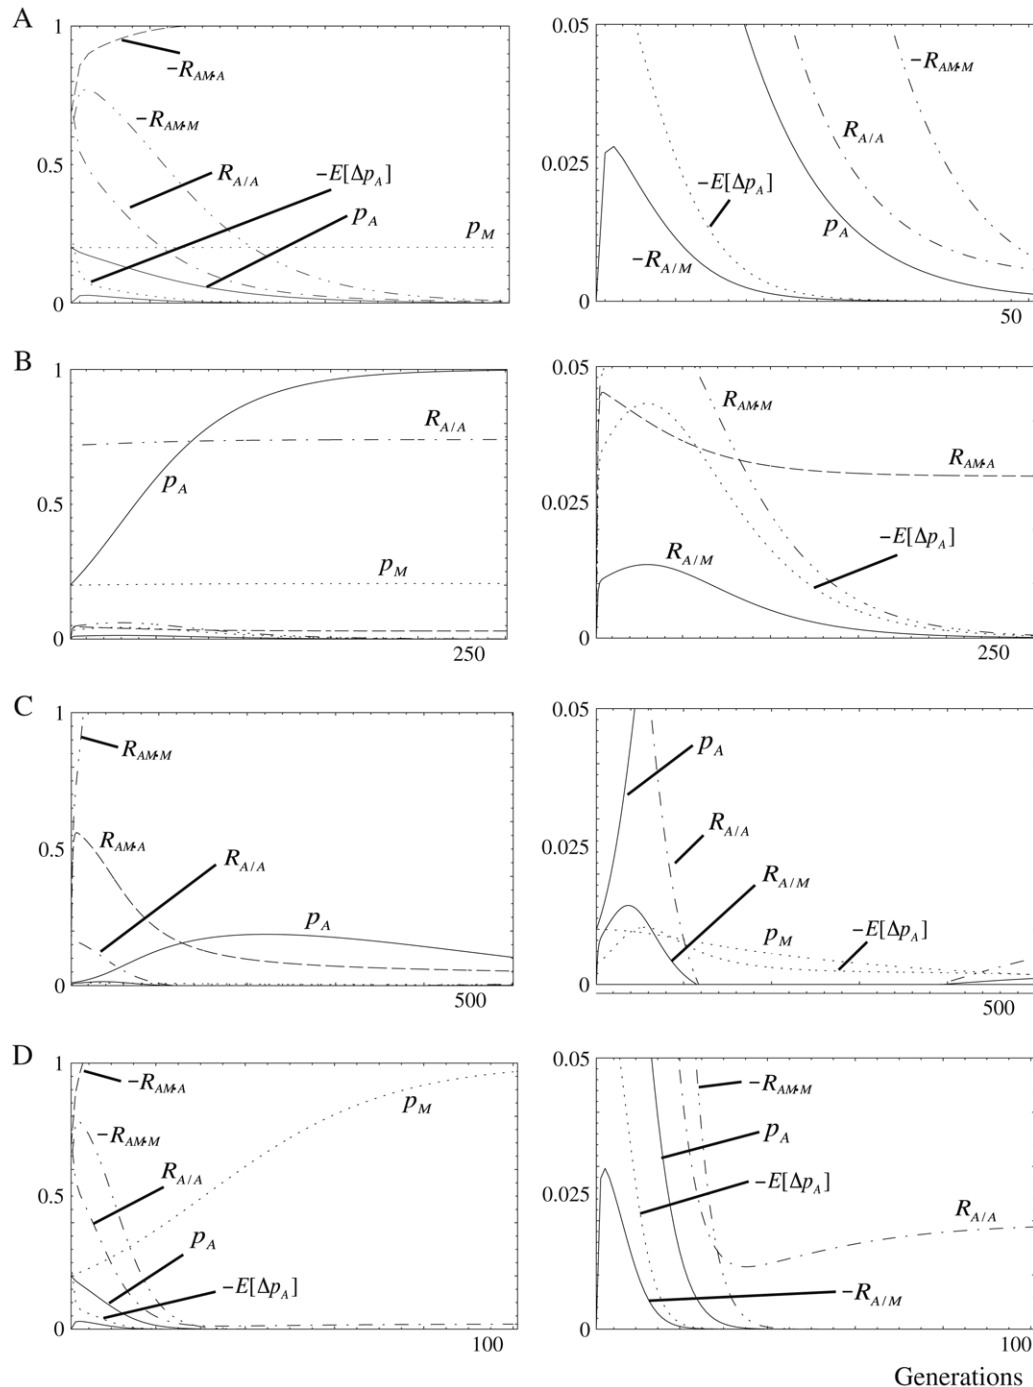 A
1
0.5
0
−R_{AM·A}
−R_{AM·M}
R_{A/A}
−E[Δp_A]
p_A
p_M
0.05
0.025
0
−R_{AM·M}
R_{A/A}
−E[Δp_A]
p_A
−R_{A/M}
50
B
1
0.5
0
R_{A/A}
p_A
p_M
250
0.05
0.025
0
R_{AM·M}
R_{AM·A}
−E[Δp_A]
R_{A/M}
250
C
1
0.5
0
R_{AM·M}
R_{AM·A}
R_{A/A}
p_A
500
0.05
0.025
0
p_A
R_{A/A}
R_{A/M}
p_M
−E[Δp_A]
500
D
1
0.5
0
−R_{AM·A}
−R_{AM·M}
R_{A/A}
p_A
−E[Δp_A]
p_M
100
0.05
0.025
0
−R_{AM·M}
p_A
−E[Δp_A]
R_{A/A}
−R_{A/M}
100
Generations